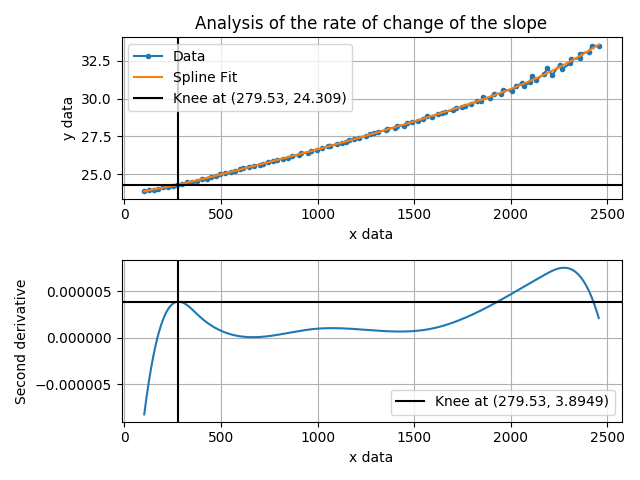 Analysis of the rate of change of the slope
Data
Spline Fit
Knee at (279.53, 24.309)
32.5
30.0
27.5
25.0
y data
0 500 1000 1500 2000 2500
x data
0.000005
0.000000
−0.000005
Second derivative
Knee at (279.53, 3.8949)
0 500 1000 1500 2000 2500
x data